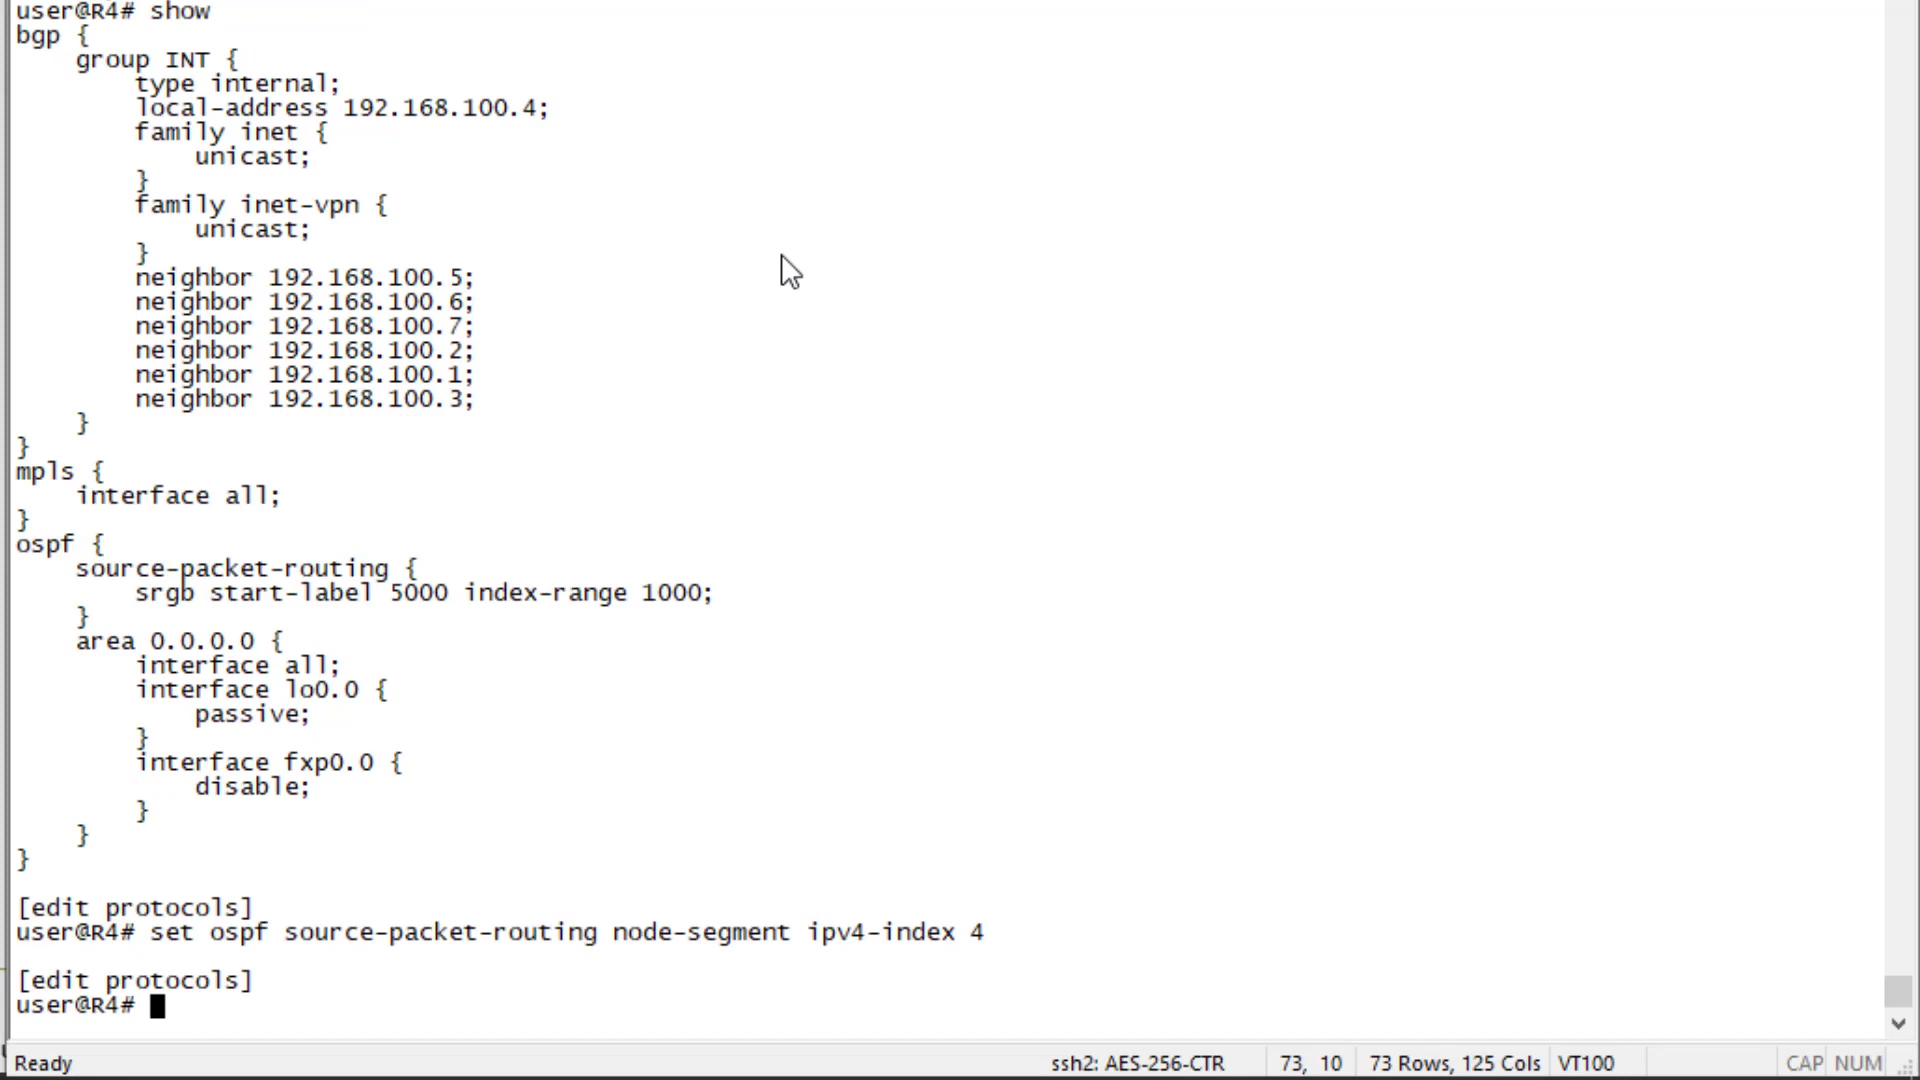 user@R4# show
bgp {
    group INT {
        type internal;
        local-address 192.168.100.4;
        family inet {
            unicast;
        }
        family inet-vpn {
            unicast;
        }
        neighbor 192.168.100.5;
        neighbor 192.168.100.6;
        neighbor 192.168.100.7;
        neighbor 192.168.100.2;
        neighbor 192.168.100.1;
        neighbor 192.168.100.3;
    }
}
mpls {
    interface all;
}
ospf {
    source-packet-routing {
        srgb start-label 5000 index-range 1000;
    }
    area 0.0.0.0 {
        interface all;
        interface lo0.0 {
            passive;
        }
        interface fxp0.0 {
            disable;
        }
    }
}

[edit protocols]
user@R4# set ospf source-packet-routing node-segment ipv4-index 4

[edit protocols]
user@R4#
Ready ssh2: AES-256-CTR 73, 10 73 Rows, 125 Cols VT100 CAP NUM